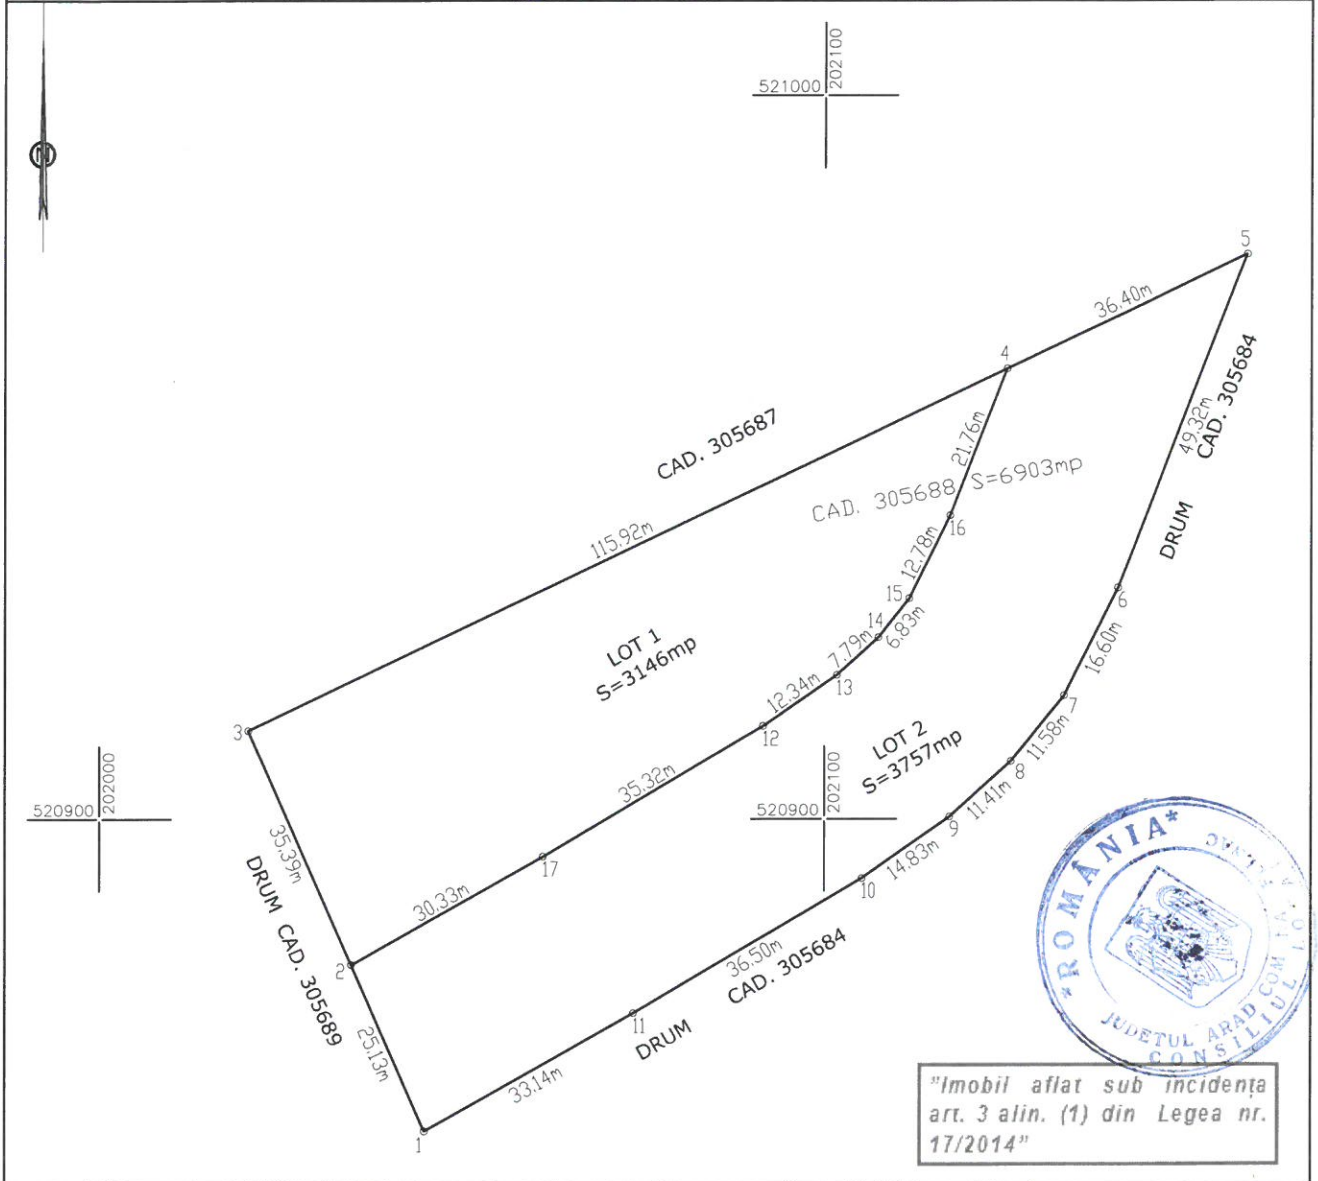 N
521000
202100
5
36.40m
4
CAD. 305687
21.76m
49.32m
CAD. 305684
DRUM
CAD. 305688 S=6903mp
115.92m
16
12.78m
15
6
14
6.83m
16.60m
LOT 1
S=3146mp
7.79m
13
12.34m
7
3
12
LOT 2
S=3757mp
11.58m
8
520900
202000
35.32m
520900
202100
11.41m
9
35.39m
17
14.83m
10
DRUM CAD. 305689
30.33m
2
36.50m
DRUM CAD. 305684
11
25.13m
33.14m
1
*ROMÂNIA*
JUDETUL ARAD
CONSILIUL
"Imobil aflat sub incidența
art. 3 alin. (1) din Legea nr.
17/2014"